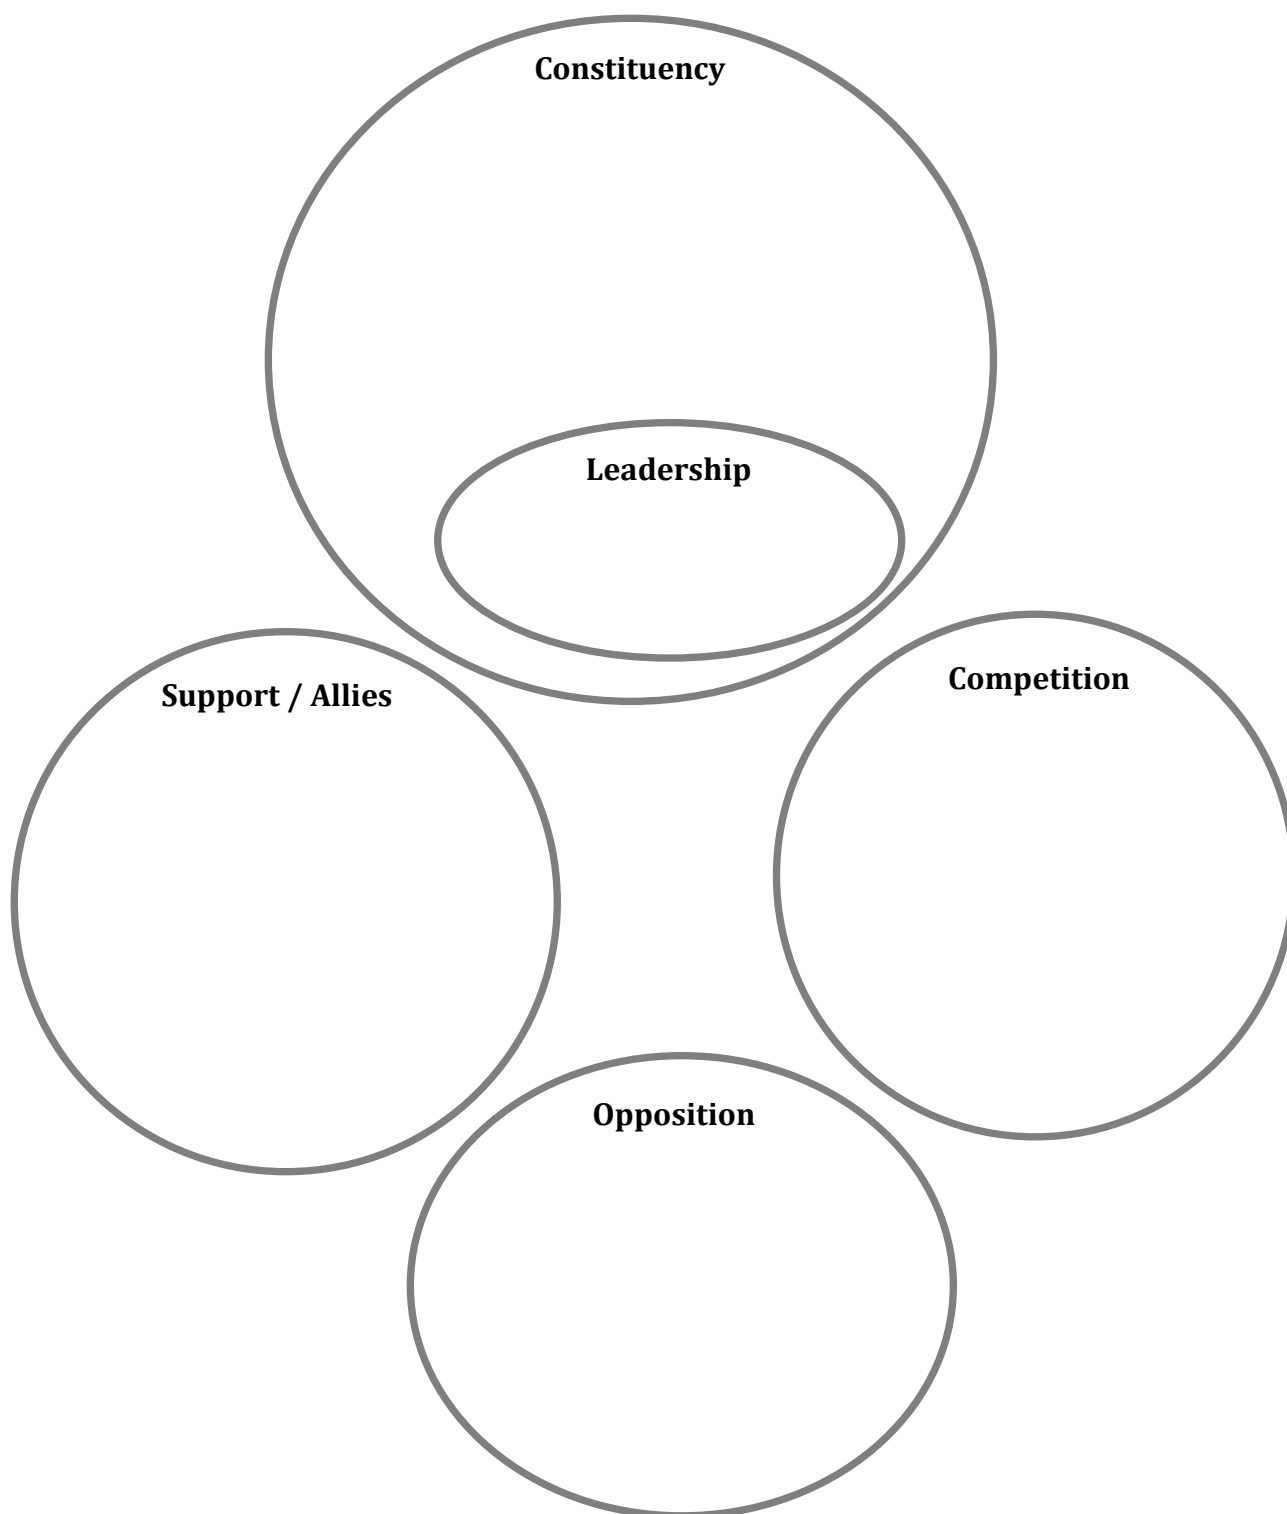 Constituency
Leadership
Support / Allies
Competition
Opposition